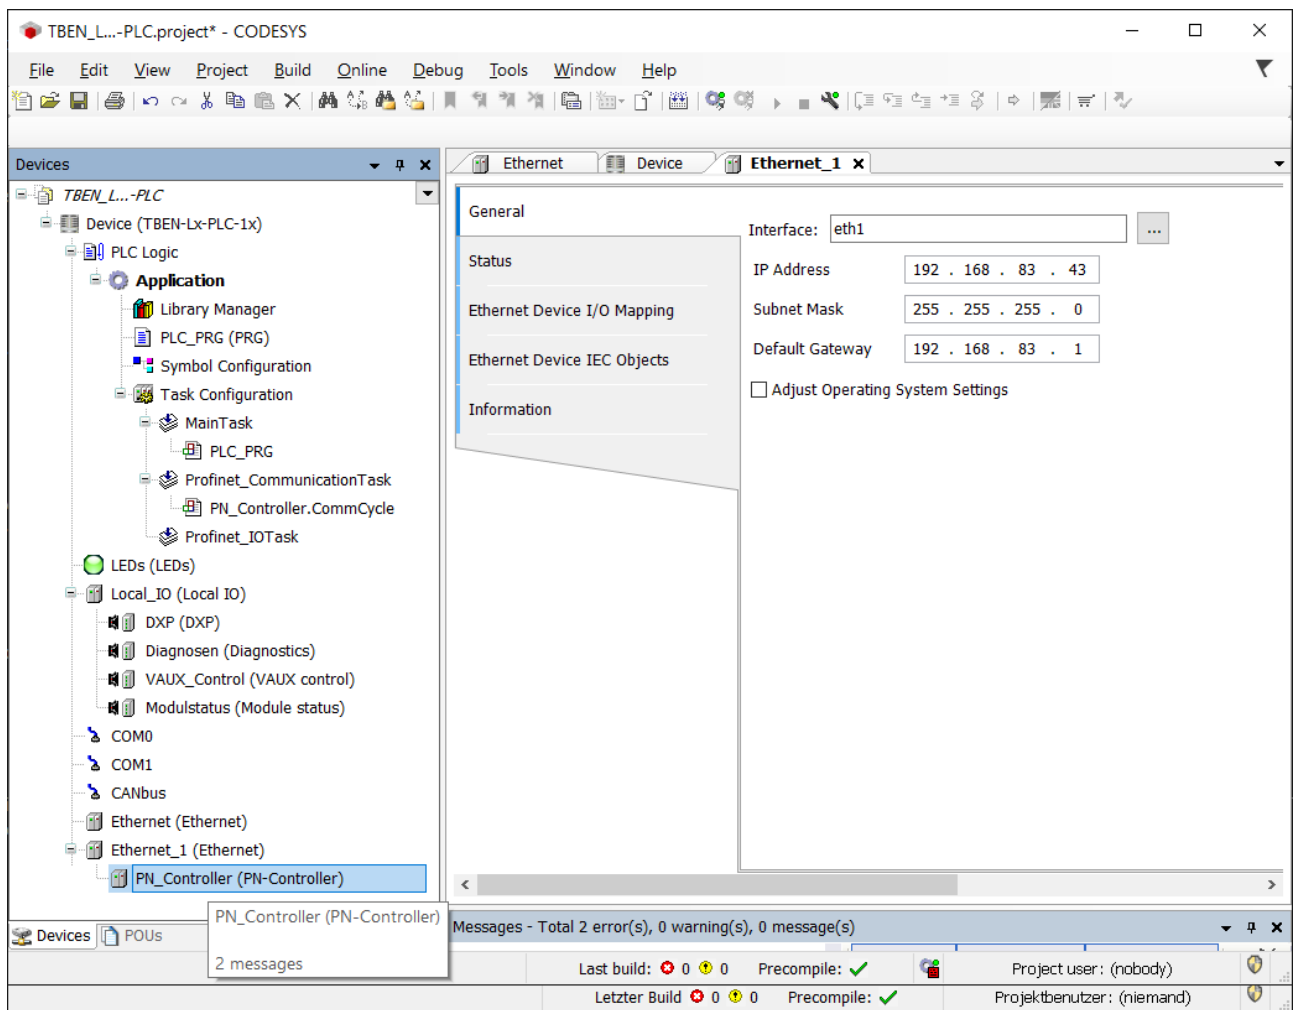 TBEN_L...-PLC.project* - CODESYS
File Edit View Project Build Online Debug Tools Window Help
Devices
TBEN_L...-PLC
Device (TBEN-Lx-PLC-1x)
PLC Logic
Application
Library Manager
PLC_PRG (PRG)
Symbol Configuration
Task Configuration
MainTask
PLC_PRG
Profinet_CommunicationTask
PN_Controller.CommCycle
Profinet_IOTask
LEDs (LEDs)
Local_IO (Local IO)
DXP (DXP)
Diagnosen (Diagnostics)
VAUX_Control (VAUX control)
Modulstatus (Module status)
COM0
COM1
CANbus
Ethernet (Ethernet)
Ethernet_1 (Ethernet)
PN_Controller (PN-Controller)
PN_Controller (PN-Controller)
2 messages
Devices POUs
Ethernet Device Ethernet_1
General
Status
Ethernet Device I/O Mapping
Ethernet Device IEC Objects
Information
Interface: eth1 ...
IP Address 192 . 168 . 83 . 43
Subnet Mask 255 . 255 . 255 . 0
Default Gateway 192 . 168 . 83 . 1
Adjust Operating System Settings
Messages - Total 2 error(s), 0 warning(s), 0 message(s)
Last build: 0 0 Precompile: Project user: (nobody)
Letzter Build 0 0 Precompile: Projektbenutzer: (niemand)